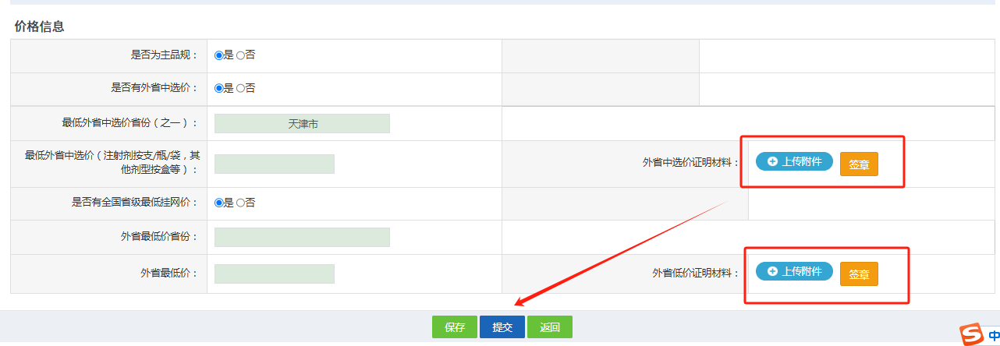 价格信息
是否为主品规： 是 否
是否有外省中选价： 是 否
最低外省中选价省份（之一）： 天津市
最低外省中选价（注射剂按支/瓶/袋，其
他剂型按盒等）：
外省中选价证明材料： 上传附件 签章
是否有全国省级最低挂网价： 是 否
外省最低价省份：
外省最低价： 外省低价证明材料： 上传附件 签章
保存 提交 返回
S 中